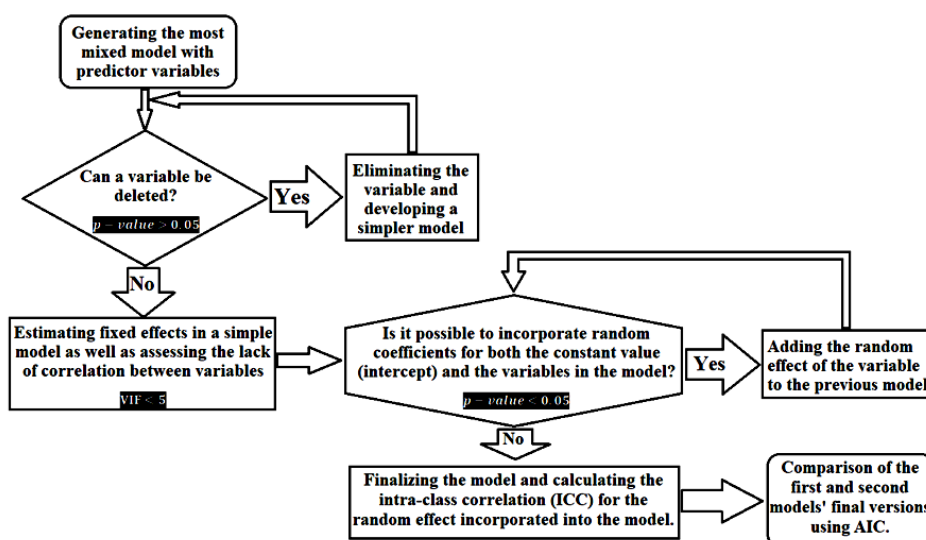 Generating the most
mixed model with
predictor variables
Can a variable be
deleted?
p − value > 0.05
Yes
Eliminating the
variable and
developing a
simpler model
No
Estimating fixed effects in a simple
model as well as assessing the lack
of correlation between variables
VIF < 5
Is it possible to incorporate random
coefficients for both the constant value
(intercept) and the variables in the model?
p − value < 0.05
Yes
Adding the random
effect of the variable
to the previous model
No
Finalizing the model and calculating the
intra-class correlation (ICC) for the
random effect incorporated into the model.
Comparison of the
first and second
models' final versions
using AIC.